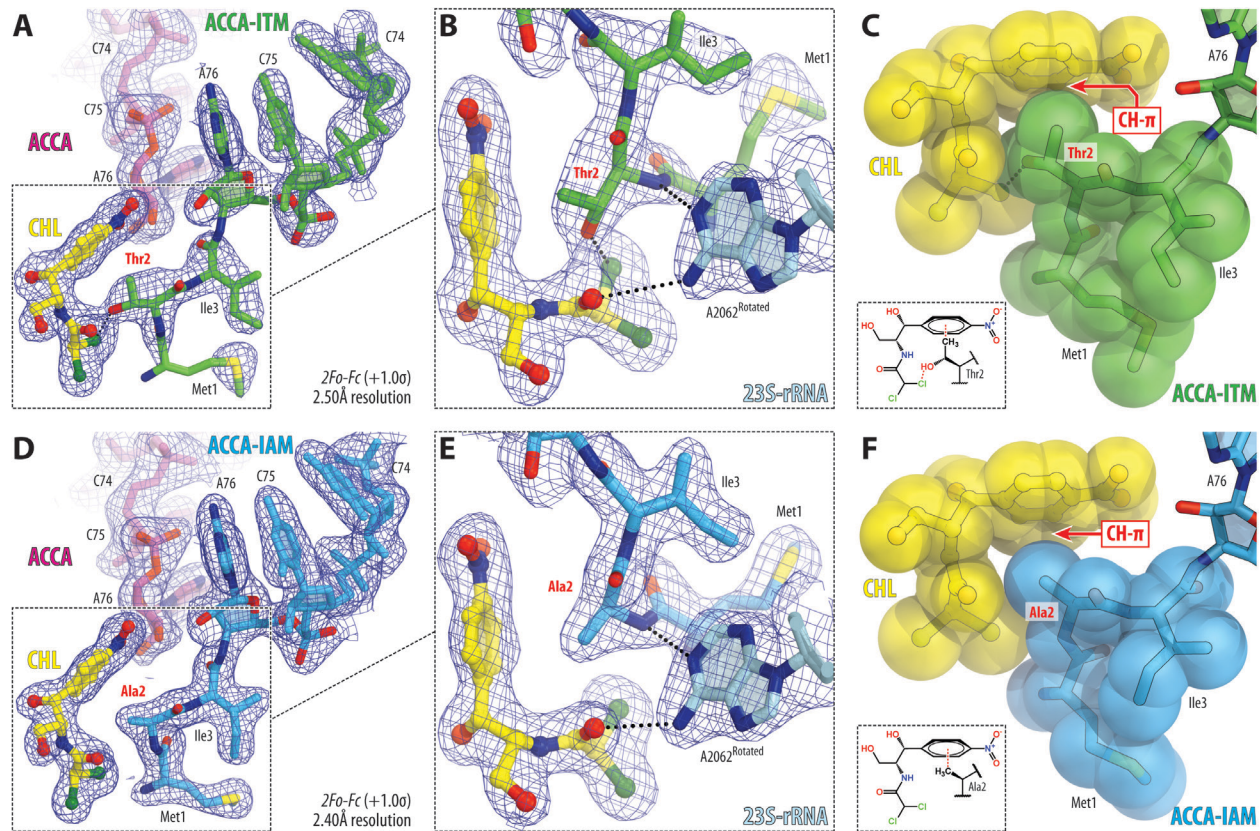 A
ACCA-ITM
C74
C74
C75
A76
C75
ACCA
A76
CHL
Thr2
Ile3
Met1
2Fo-Fc (+1.0σ)
2.50Å resolution
B
Ile3
Met1
Thr2
A2062Rotated
23S-rRNA
C
A76
CH-π
CHL
Thr2
Ile3
Met1
HO
OH
N⁺
O⁻
O
CH₃
NH
HO
O
Cl
Cl
Thr2
ACCA-ITM
D
ACCA-IAM
C74
C75
C74
A76
C75
ACCA
A76
CHL
Ala2
Ile3
Met1
2Fo-Fc (+1.0σ)
2.40Å resolution
E
Ile3
Met1
Ala2
A2062Rotated
23S-rRNA
F
A76
CH-π
CHL
Ala2
Ile3
Met1
HO
OH
N⁺
O⁻
O
CH₃
NH
O
Cl
Cl
Ala2
ACCA-IAM